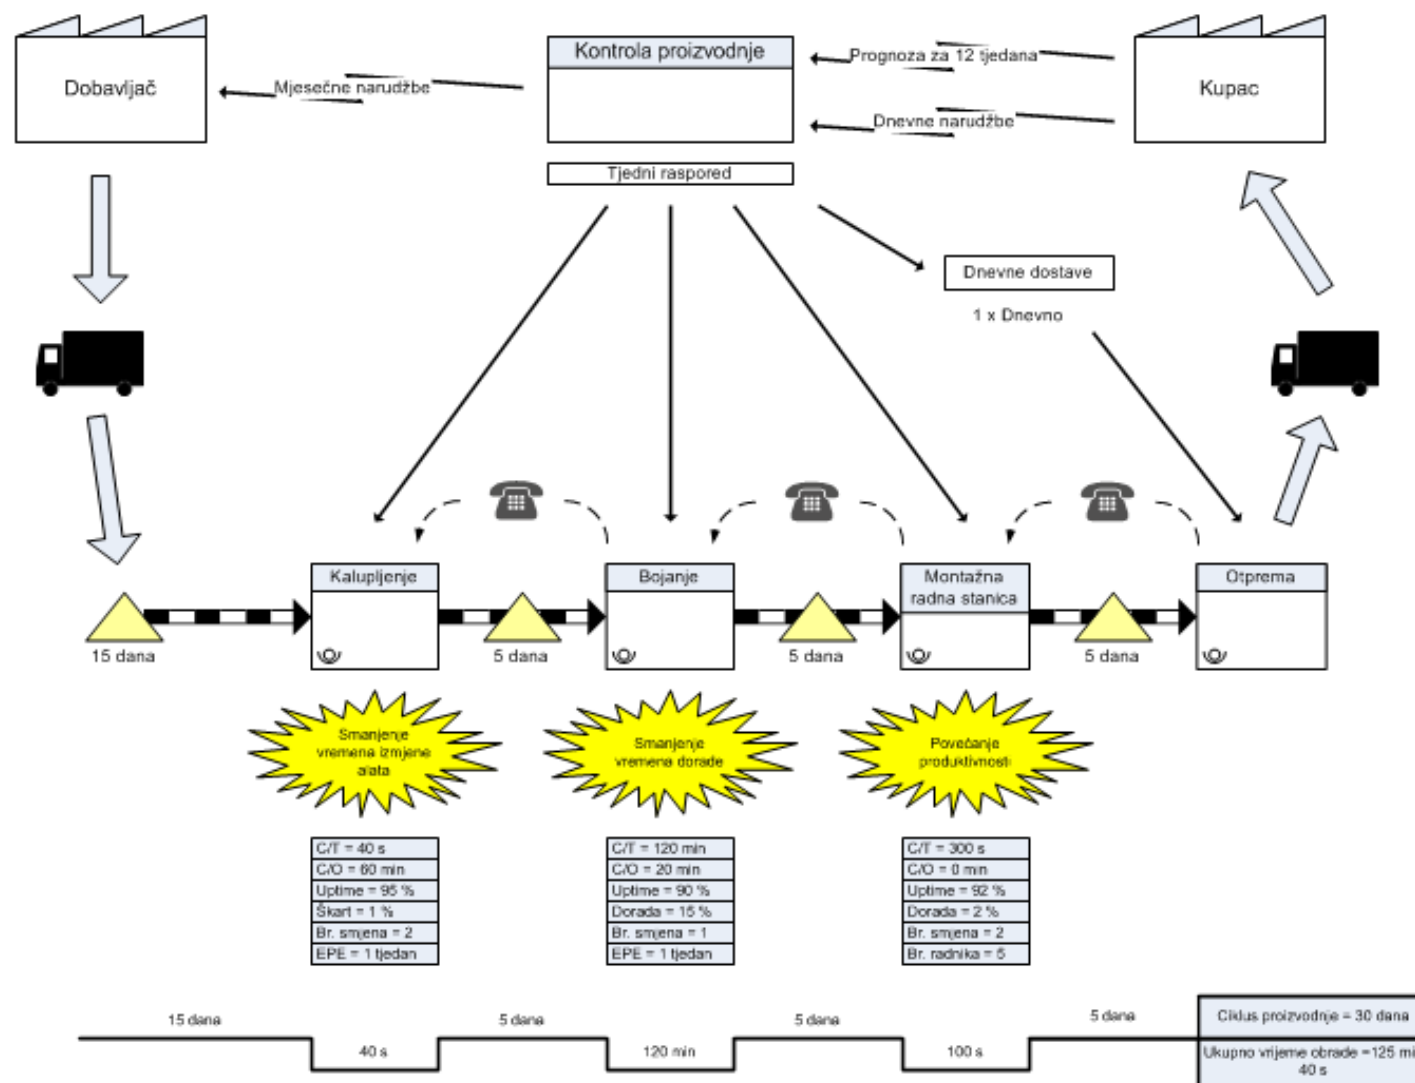 Dobavljač
Mjesečne narudžbe
Kontrola proizvodnje
Prognoza za 12 tjedana
Dnevne narudžbe
Kupac
Tjedni raspored
Dnevne dostave
1 x Dnevno
Kalupljenje
Bojanje
Montažna
radna stanica
Otprema
15 dana
5 dana
5 dana
5 dana
Smanjenje
vremena izmjene
alata
Smanjenje
vremena dorade
Povečanje
produktivnosti
C/T = 40 s
C/O = 60 min
Uptime = 95 %
Škart = 1 %
Br. smjena = 2
EPE = 1 tjedan
C/T = 120 min
C/O = 20 min
Uptime = 90 %
Dorada = 15 %
Br. smjena = 1
EPE = 1 tjedan
C/T = 300 s
C/O = 0 min
Uptime = 92 %
Dorada = 2 %
Br. smjena = 2
Br. radnika = 5
15 dana
40 s
5 dana
120 min
5 dana
100 s
5 dana
Ciklus proizvodnje = 30 dana
Ukupno vrijeme obrade =125 mi
40 s